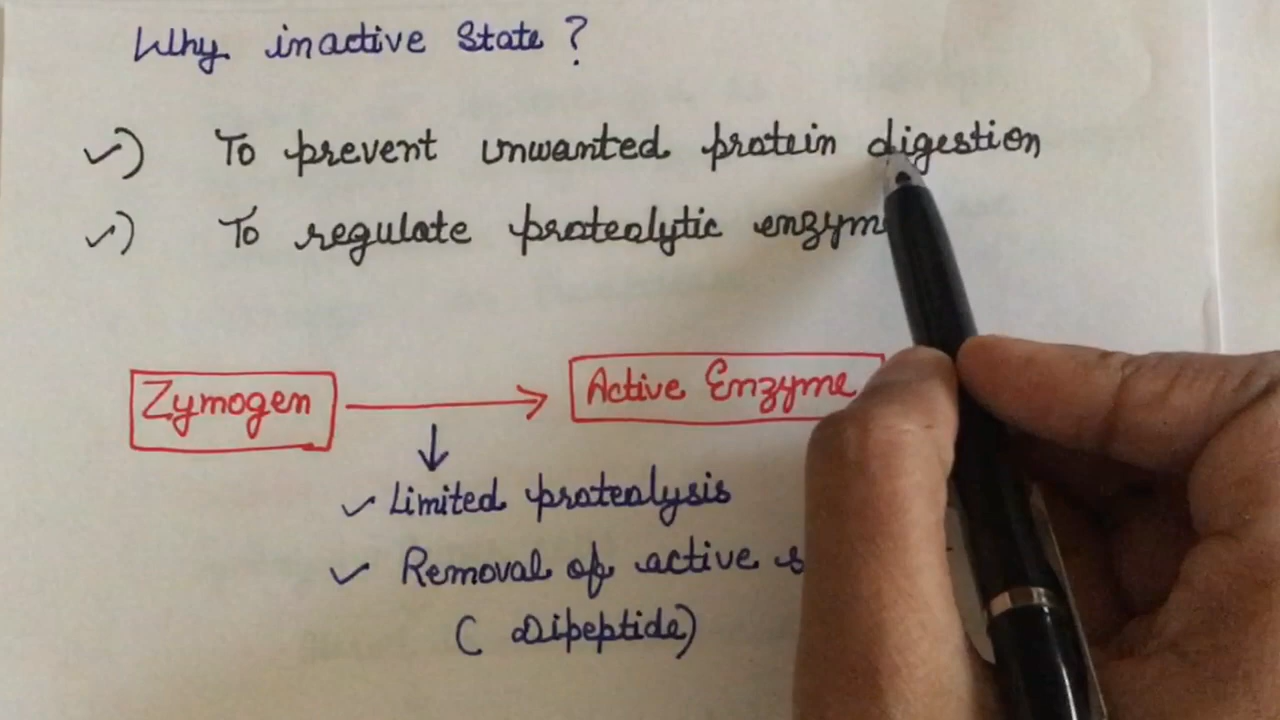 Why inactive State ?
To prevent unwanted protein digestion
To regulate protealytic
Zymogen
Active Enzyme
Limited protealysis
Removal of active
( Dipeptide)